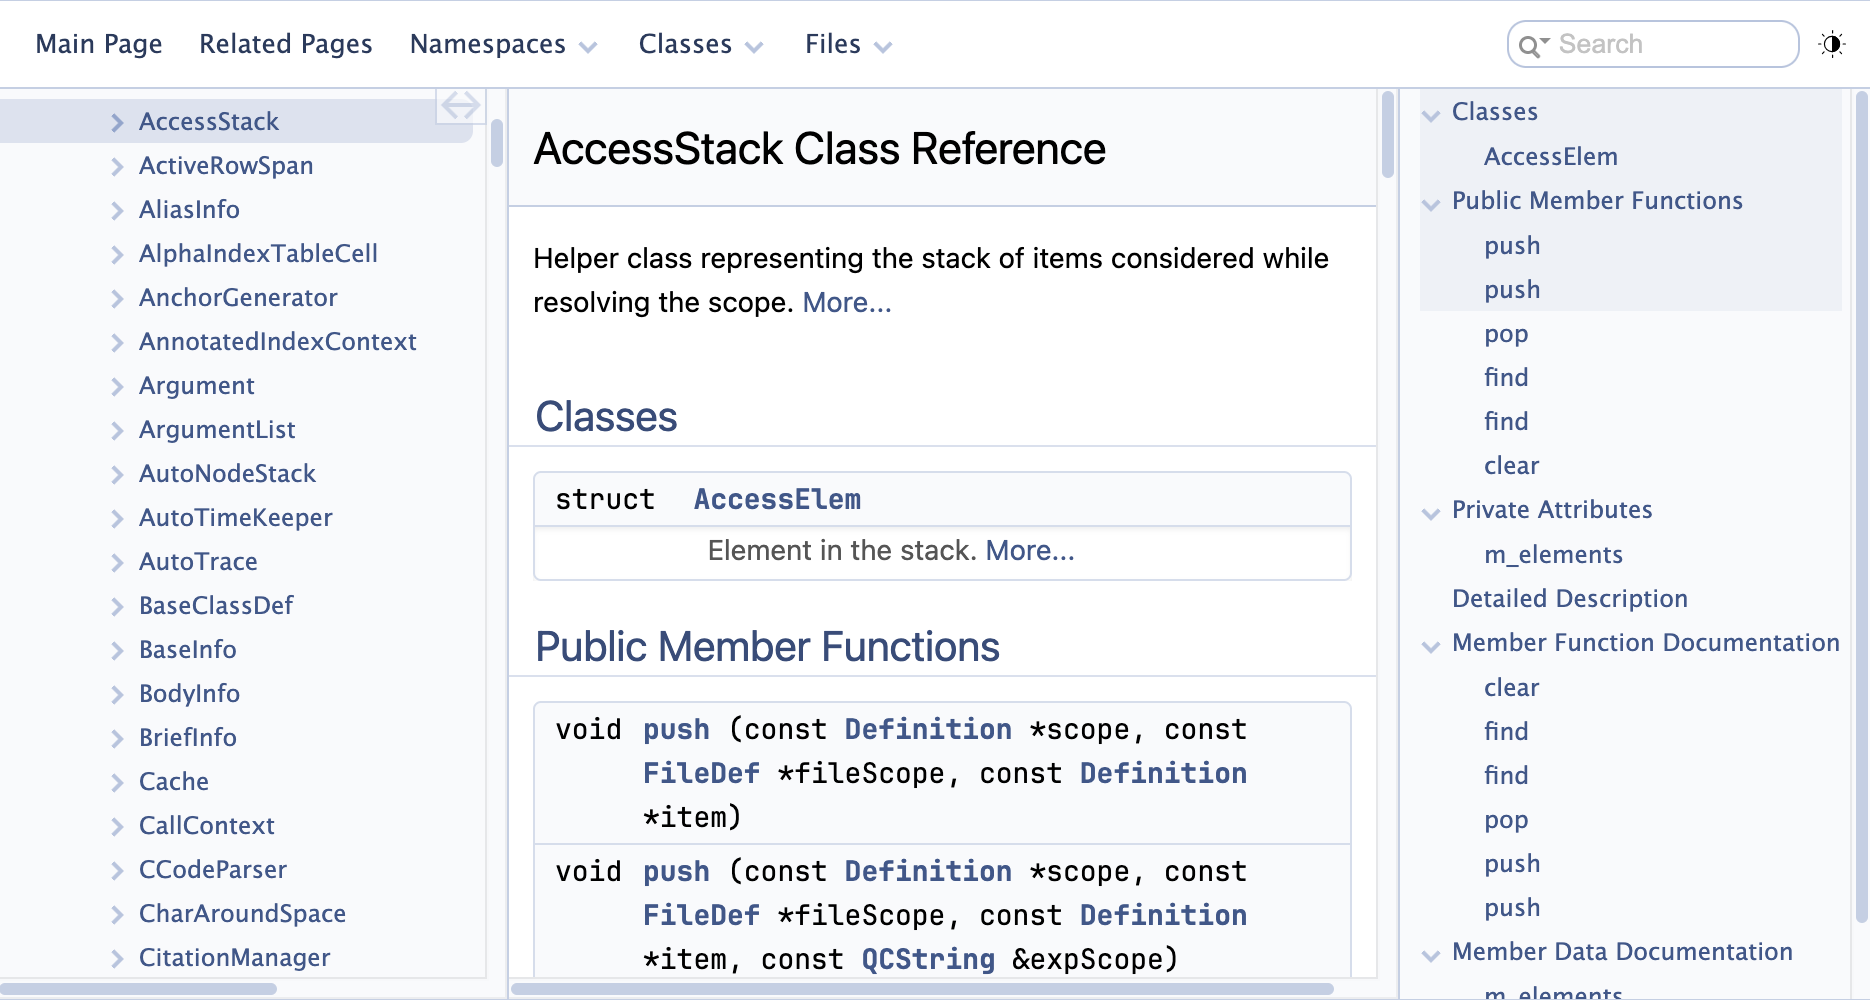 Main Page Related Pages Namespaces Classes Files Search
AccessStack
ActiveRowSpan
AliasInfo
AlphaIndexTableCell
AnchorGenerator
AnnotatedIndexContext
Argument
ArgumentList
AutoNodeStack
AutoTimeKeeper
AutoTrace
BaseClassDef
BaseInfo
BodyInfo
BriefInfo
Cache
CallContext
CCodeParser
CharAroundSpace
CitationManager
AccessStack Class Reference
Helper class representing the stack of items considered while
resolving the scope. More...
Classes
struct AccessElem
Element in the stack. More...
Public Member Functions
void push (const Definition *scope, const
FileDef *fileScope, const Definition
*item)
void push (const Definition *scope, const
FileDef *fileScope, const Definition
*item, const QCString &expScope)
Classes
AccessElem
Public Member Functions
push
push
pop
find
find
clear
Private Attributes
m_elements
Detailed Description
Member Function Documentation
clear
find
find
pop
push
push
Member Data Documentation
m_elements